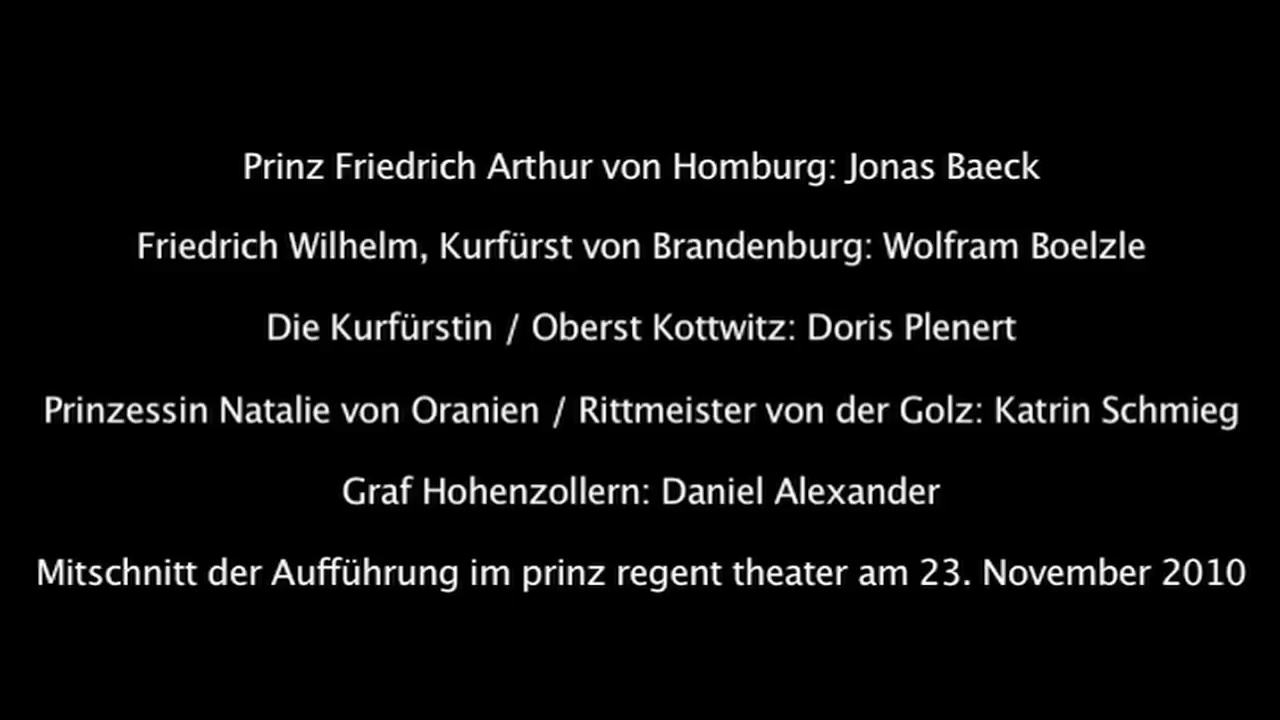 Prinz Friedrich Arthur von Homburg: Jonas Baeck
Friedrich Wilhelm, Kurfürst von Brandenburg: Wolfram Boelzle
Die Kurfürstin / Oberst Kottwitz: Doris Plenert
Prinzessin Natalie von Oranien / Rittmeister von der Golz: Katrin Schmieg
Graf Hohenzollern: Daniel Alexander
Mitschnitt der Aufführung im prinz regent theater am 23. November 2010